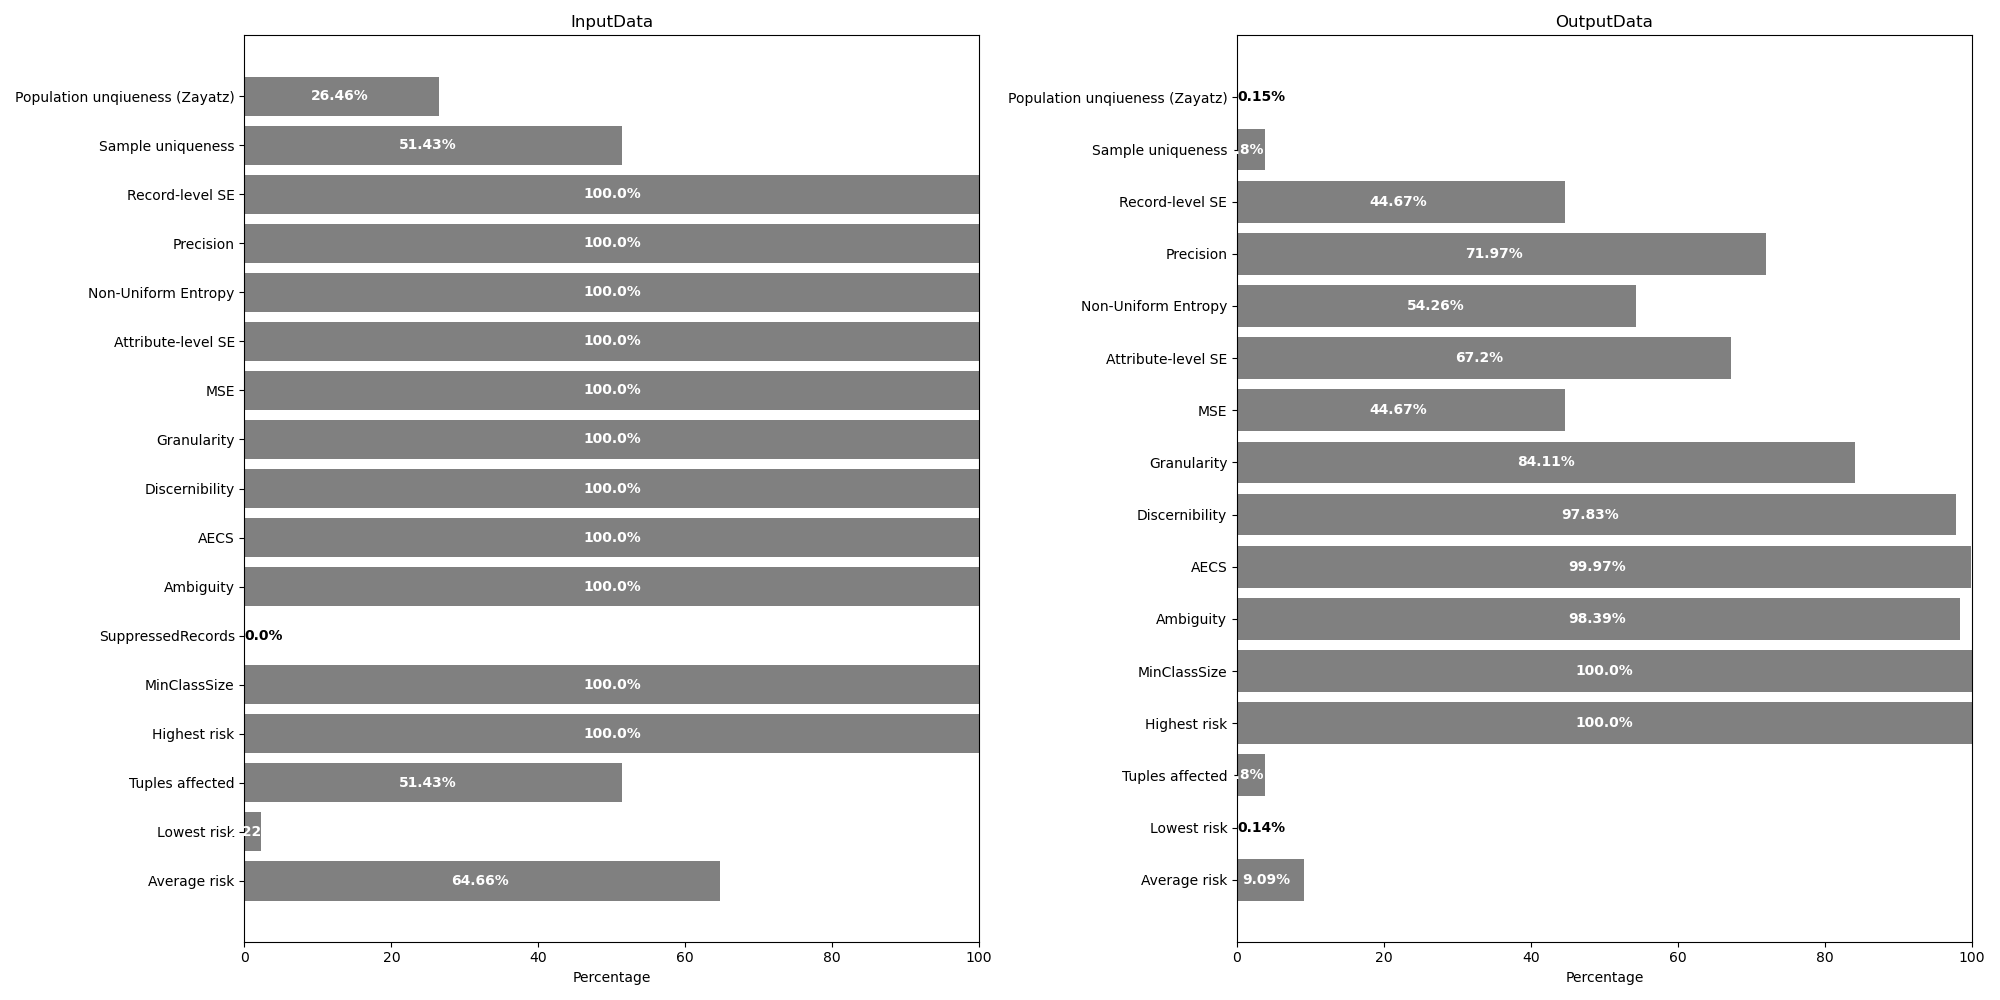 InputData
Population unqiueness (Zayatz)
26.46%
Sample uniqueness
51.43%
Record-level SE
100.0%
Precision
100.0%
Non-Uniform Entropy
100.0%
Attribute-level SE
100.0%
MSE
100.0%
Granularity
100.0%
Discernibility
100.0%
AECS
100.0%
Ambiguity
100.0%
SuppressedRecords
0.0%
MinClassSize
100.0%
Highest risk
100.0%
Tuples affected
51.43%
Lowest risk
22
Average risk
64.66%
0 20 40 60 80 100
Percentage
OutputData
Population unqiueness (Zayatz)
0.15%
Sample uniqueness
8%
Record-level SE
44.67%
Precision
71.97%
Non-Uniform Entropy
54.26%
Attribute-level SE
67.2%
MSE
44.67%
Granularity
84.11%
Discernibility
97.83%
AECS
99.97%
Ambiguity
98.39%
MinClassSize
100.0%
Highest risk
100.0%
Tuples affected
8%
Lowest risk
0.14%
Average risk
9.09%
0 20 40 60 80 100
Percentage